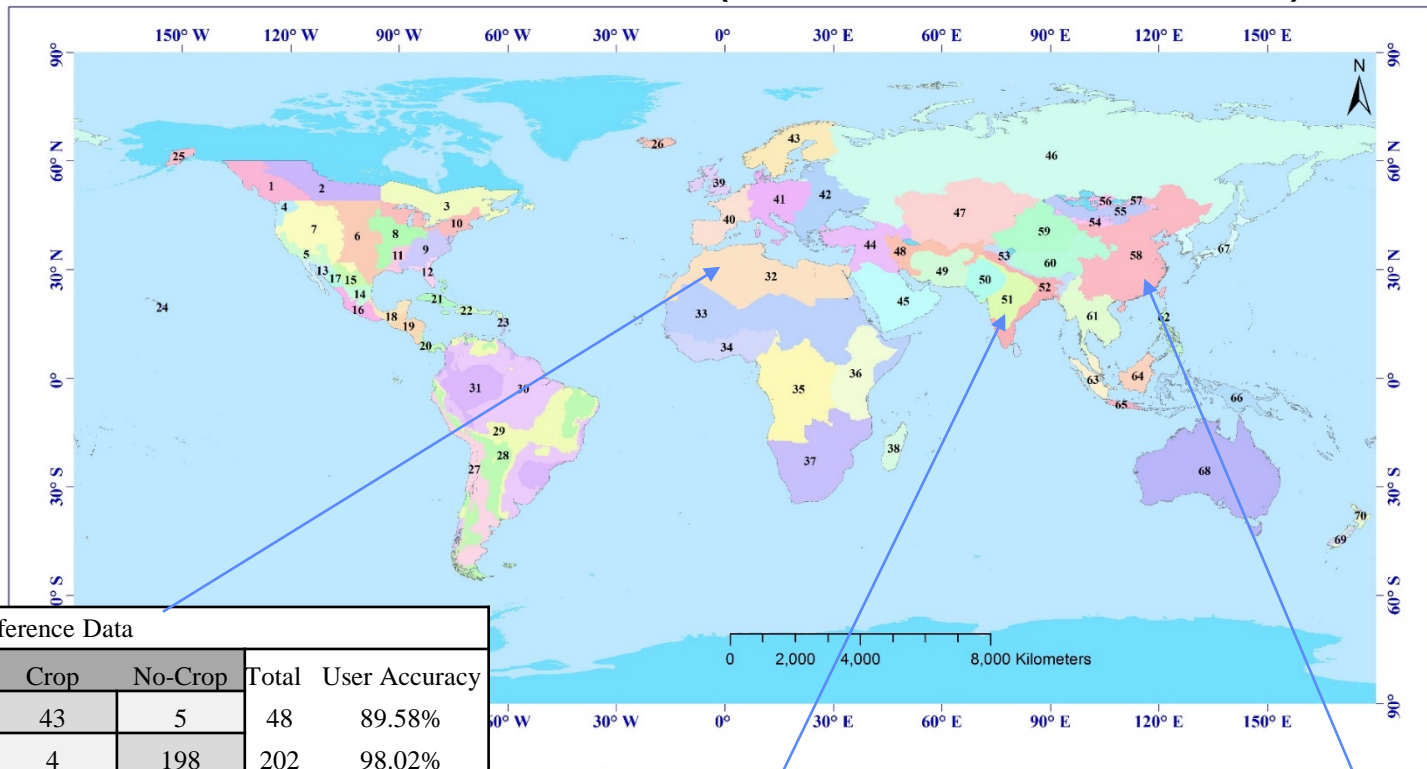 150° W 120° W 90° W 60° W 30° W 0° 30° E 60° E 90° E 120° E 150° E
90° 90°
N
60° N 60° N
30° N 30° N
0° 0°
30° S 30° S
60° S 60° S
90°
25 26 43 46
1 2 39 42
4 3 41 47 56 57
7 8 10 40 54 55
6 9 44 59 67
5 11 48 53 58
13 12 32 49 60
17 15 50 52
14 21 45 51
24 16 22 33 61 62
18 23
19 34
20 36 63 64
31 30 35 65 66
29 38
28 37 68
27
70
69
0 2,000 4,000 8,000 Kilometers
60° W 30° W 0° 30° E 60° E 90° E 120° E 150° E
ference Data
Crop No-Crop Total User Accuracy
43 5 48 89.58%
4 198 202 98.02%